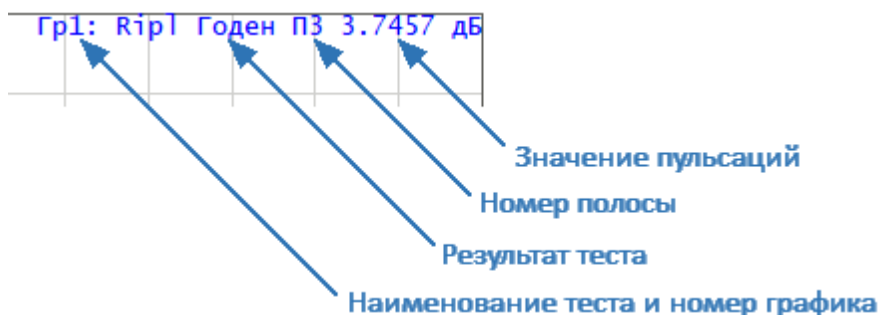 Гр1: Ripl Годен П3 3.7457 дБ
Значение пульсаций
Номер полосы
Результат теста
Наименование теста и номер графика